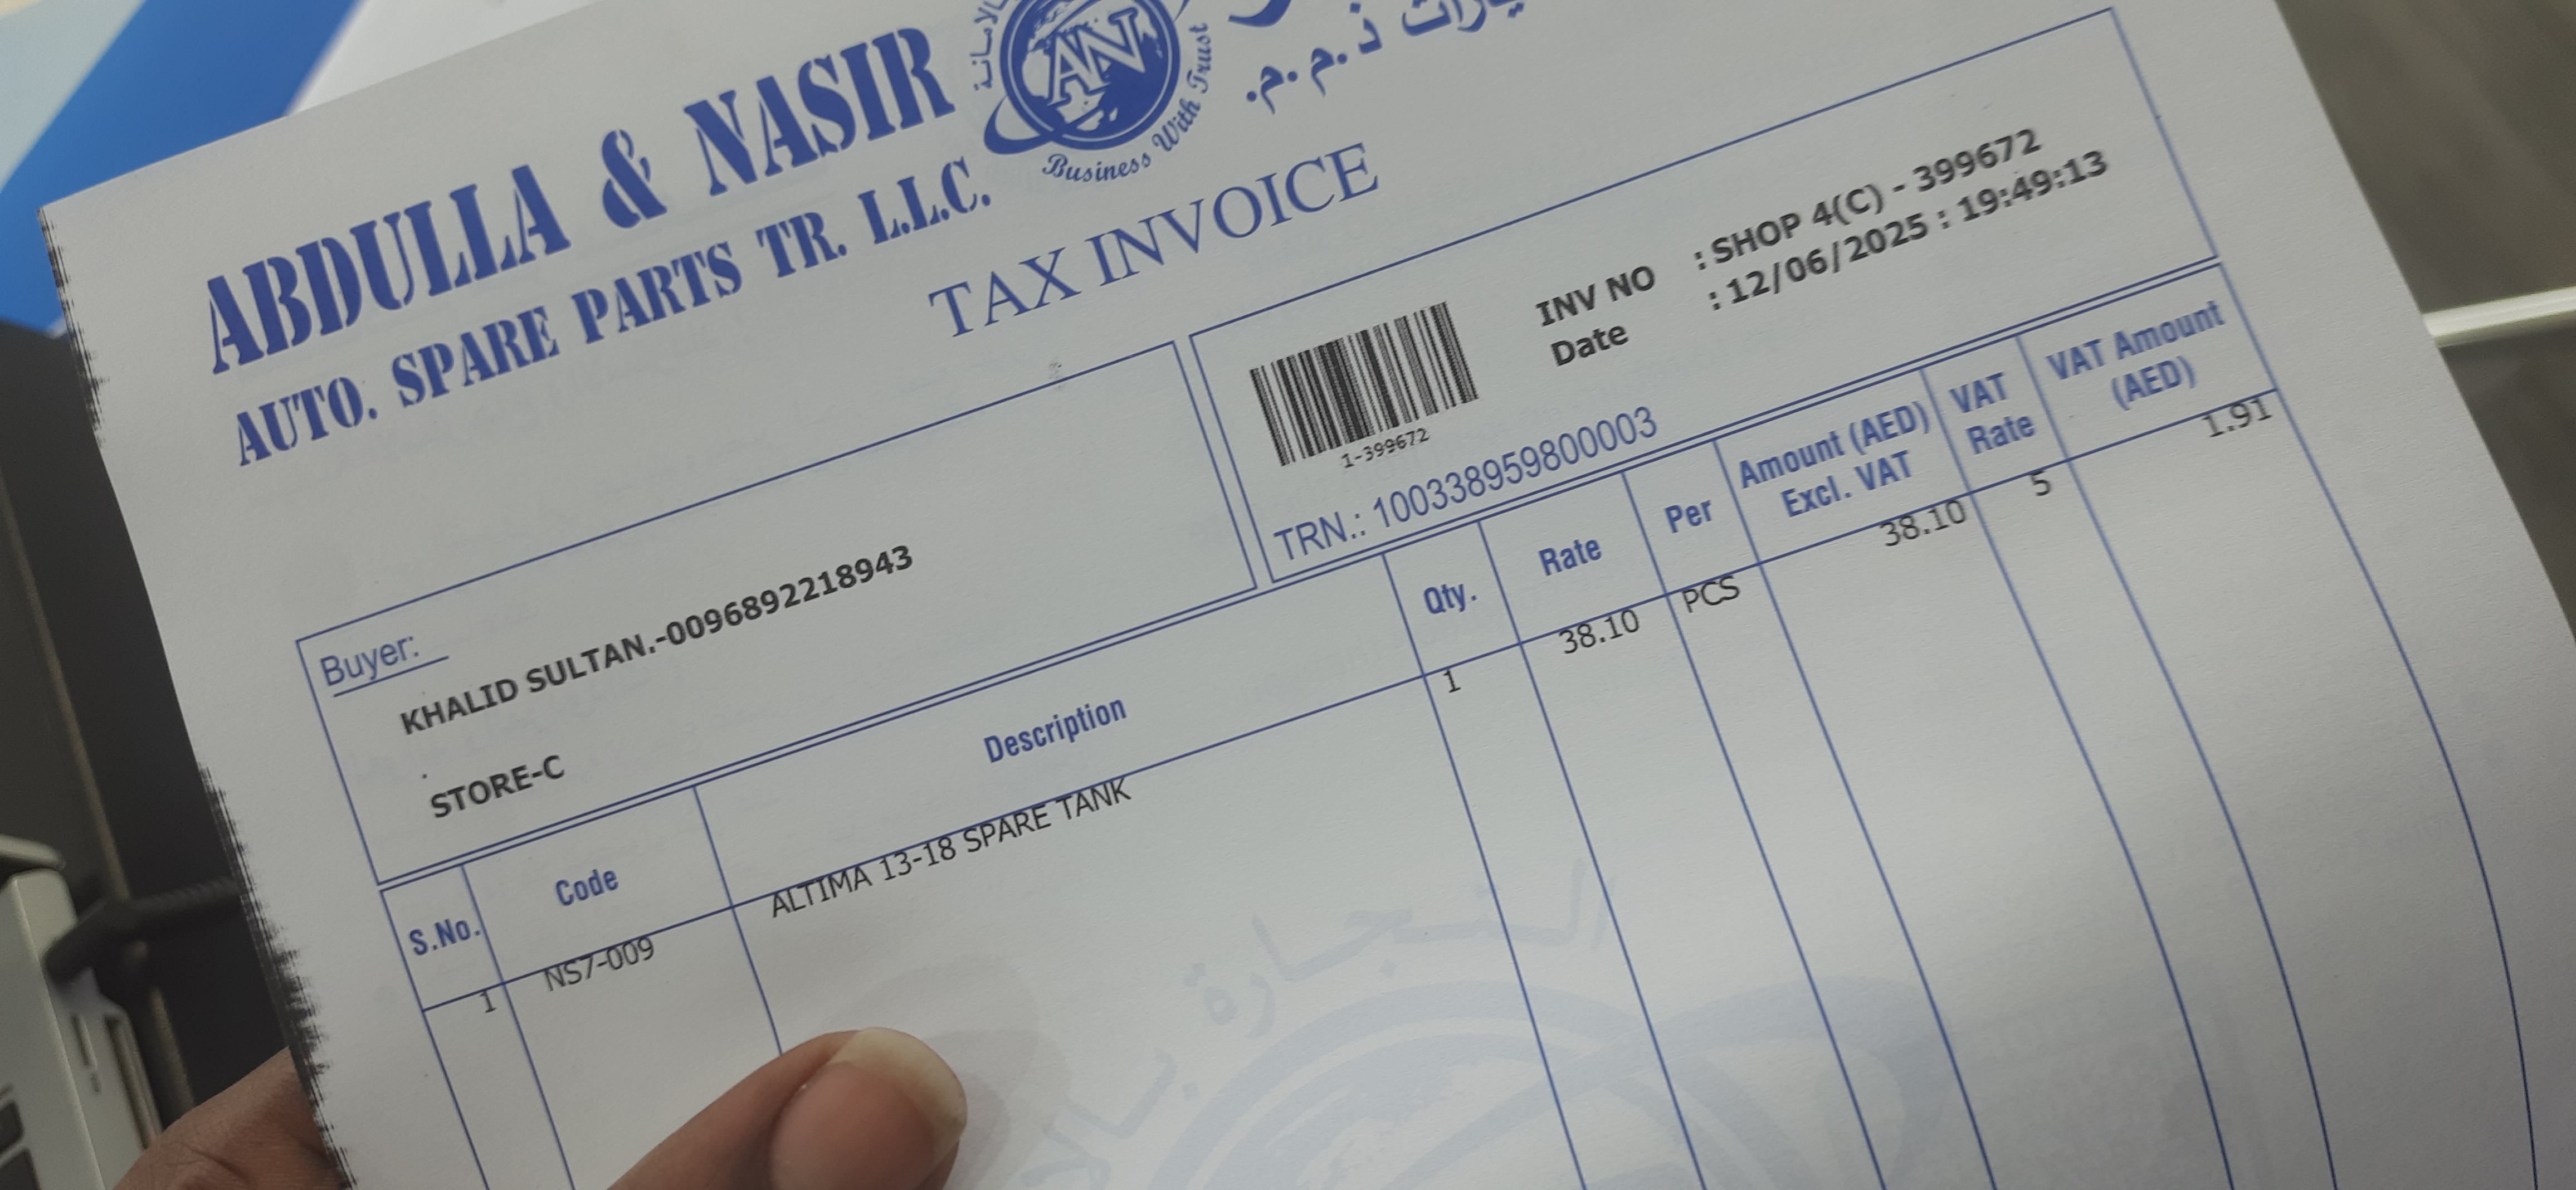 ABDULLA & NASIR
AUTO. SPARE PARTS TR. L.L.C.
AN
Business With Trust
بالأمانة
ذ.م.م.
TAX INVOICE
Buyer:
KHALID SULTAN.-0096892218943
.
STORE-C
1-399672
INV NO : SHOP 4(C) - 399672
Date : 12/06/2025 : 19:49:13
TRN.: 100338959800003
S.No. Code Description Qty. Rate Per Amount (AED) Excl. VAT VAT Rate VAT Amount (AED)
1 NS7-009 ALTIMA 13-18 SPARE TANK 1 38.10 PCS 38.10 5 1.91
التجارة